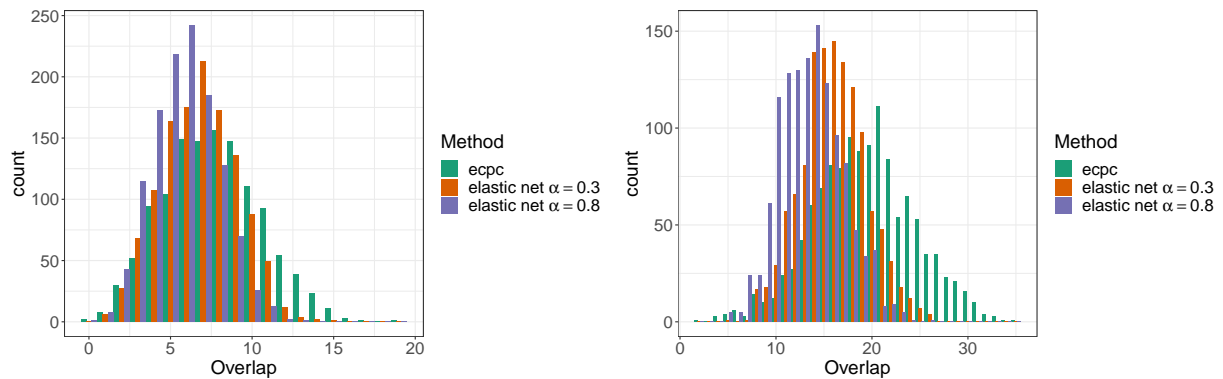 250
200
150
100
50
0
count
0 5 10 15 20
Overlap
Method
ecpc
elastic net α = 0.3
elastic net α = 0.8
150
100
50
0
count
0 10 20 30
Overlap
Method
ecpc
elastic net α = 0.3
elastic net α = 0.8